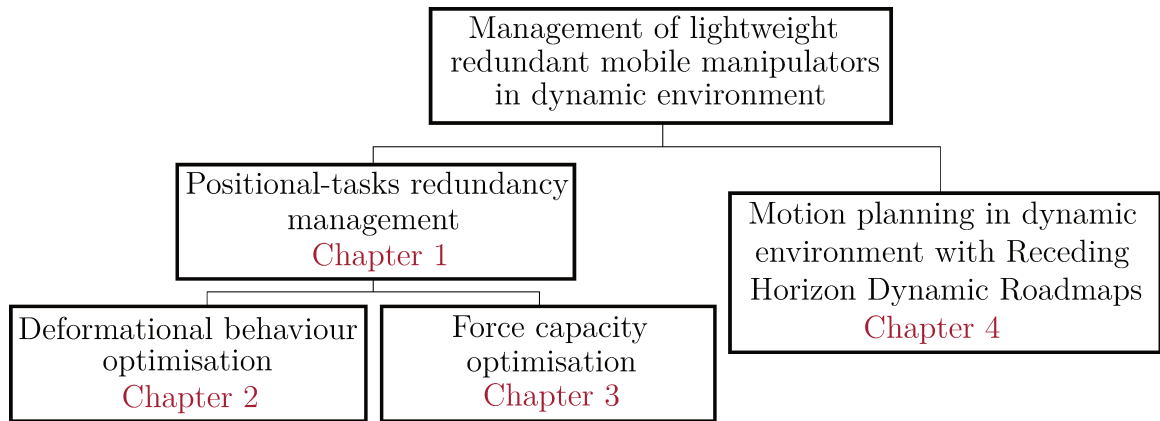 Management of lightweight
redundant mobile manipulators
in dynamic environment
Positional-tasks redundancy
management
Chapter 1
Motion planning in dynamic
environment with Receding
Horizon Dynamic Roadmaps
Chapter 4
Deformational behaviour
optimisation
Chapter 2
Force capacity
optimisation
Chapter 3